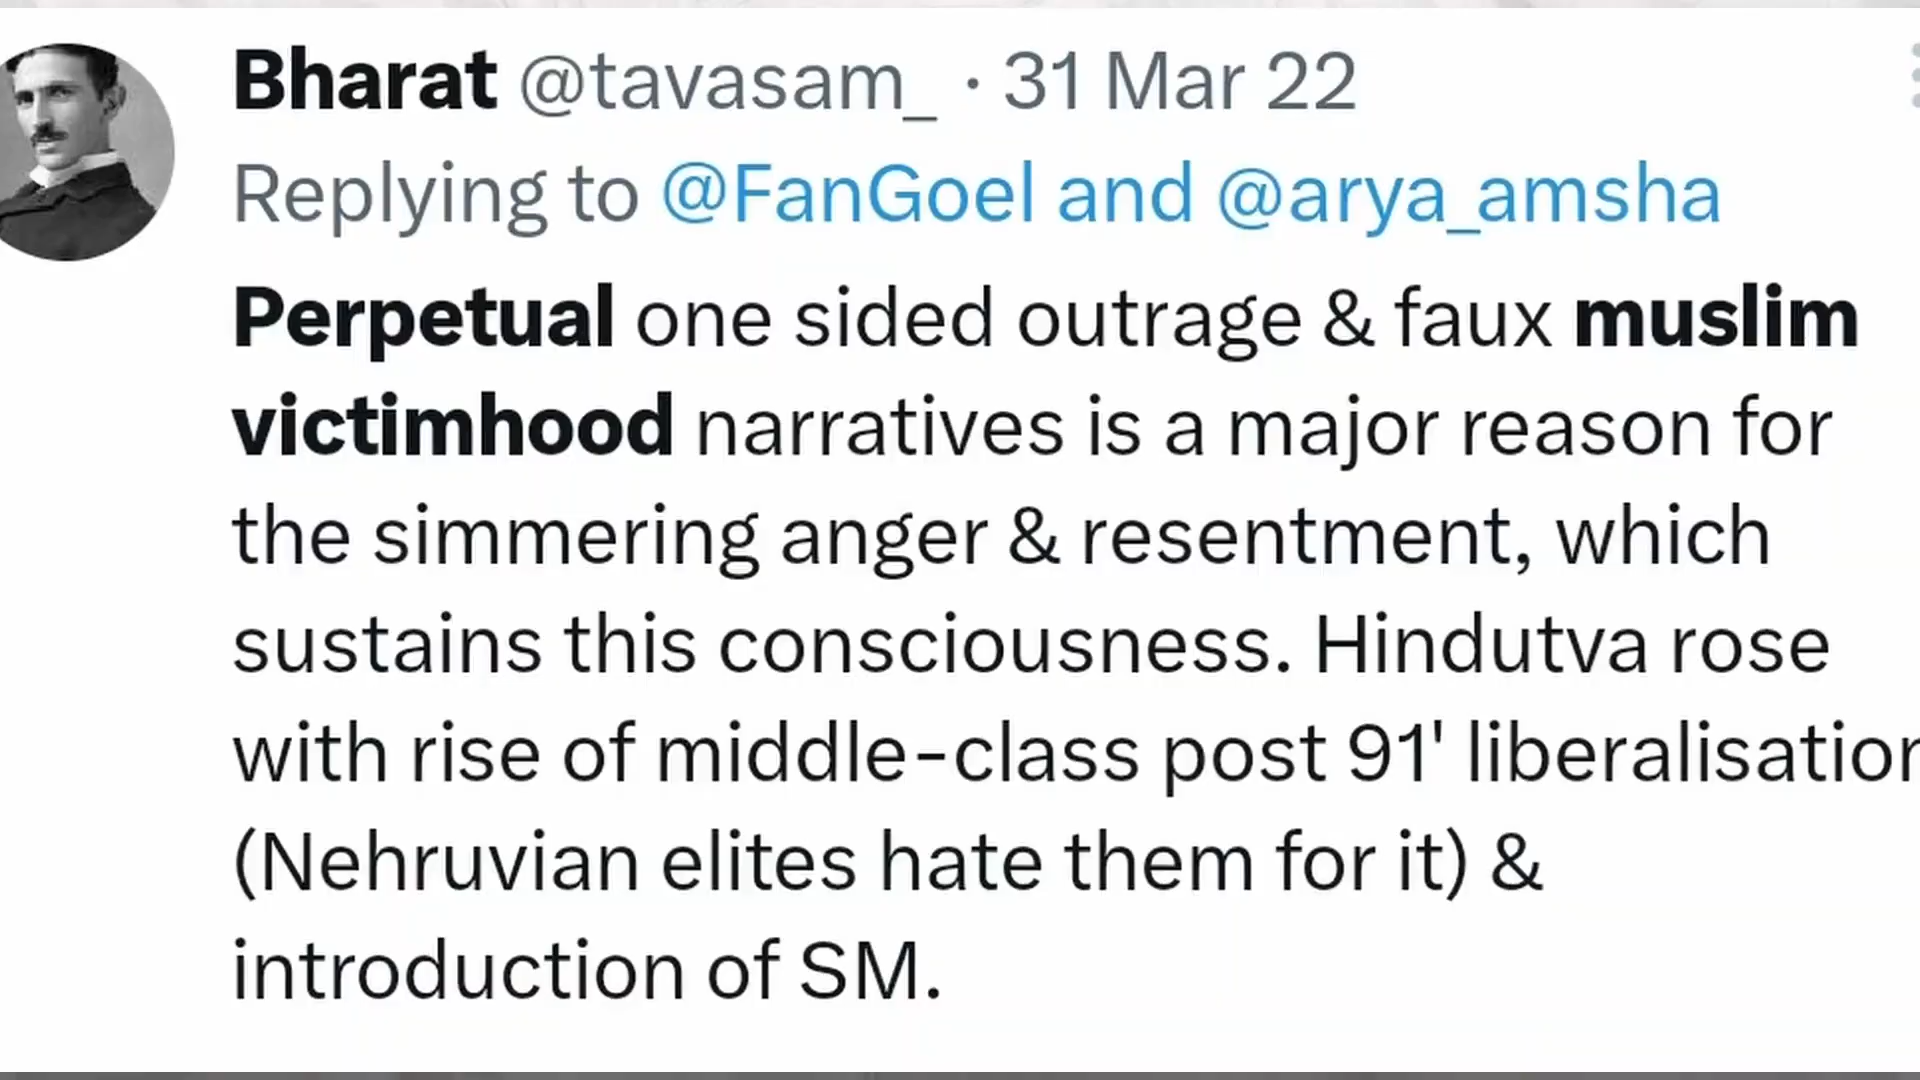 Bharat @tavasam_ · 31 Mar 22
Replying to @FanGoel and @arya_amsha
Perpetual one sided outrage & faux muslim
victimhood narratives is a major reason for
the simmering anger & resentment, which
sustains this consciousness. Hindutva rose
with rise of middle-class post 91' liberalisation
(Nehruvian elites hate them for it) &
introduction of SM.